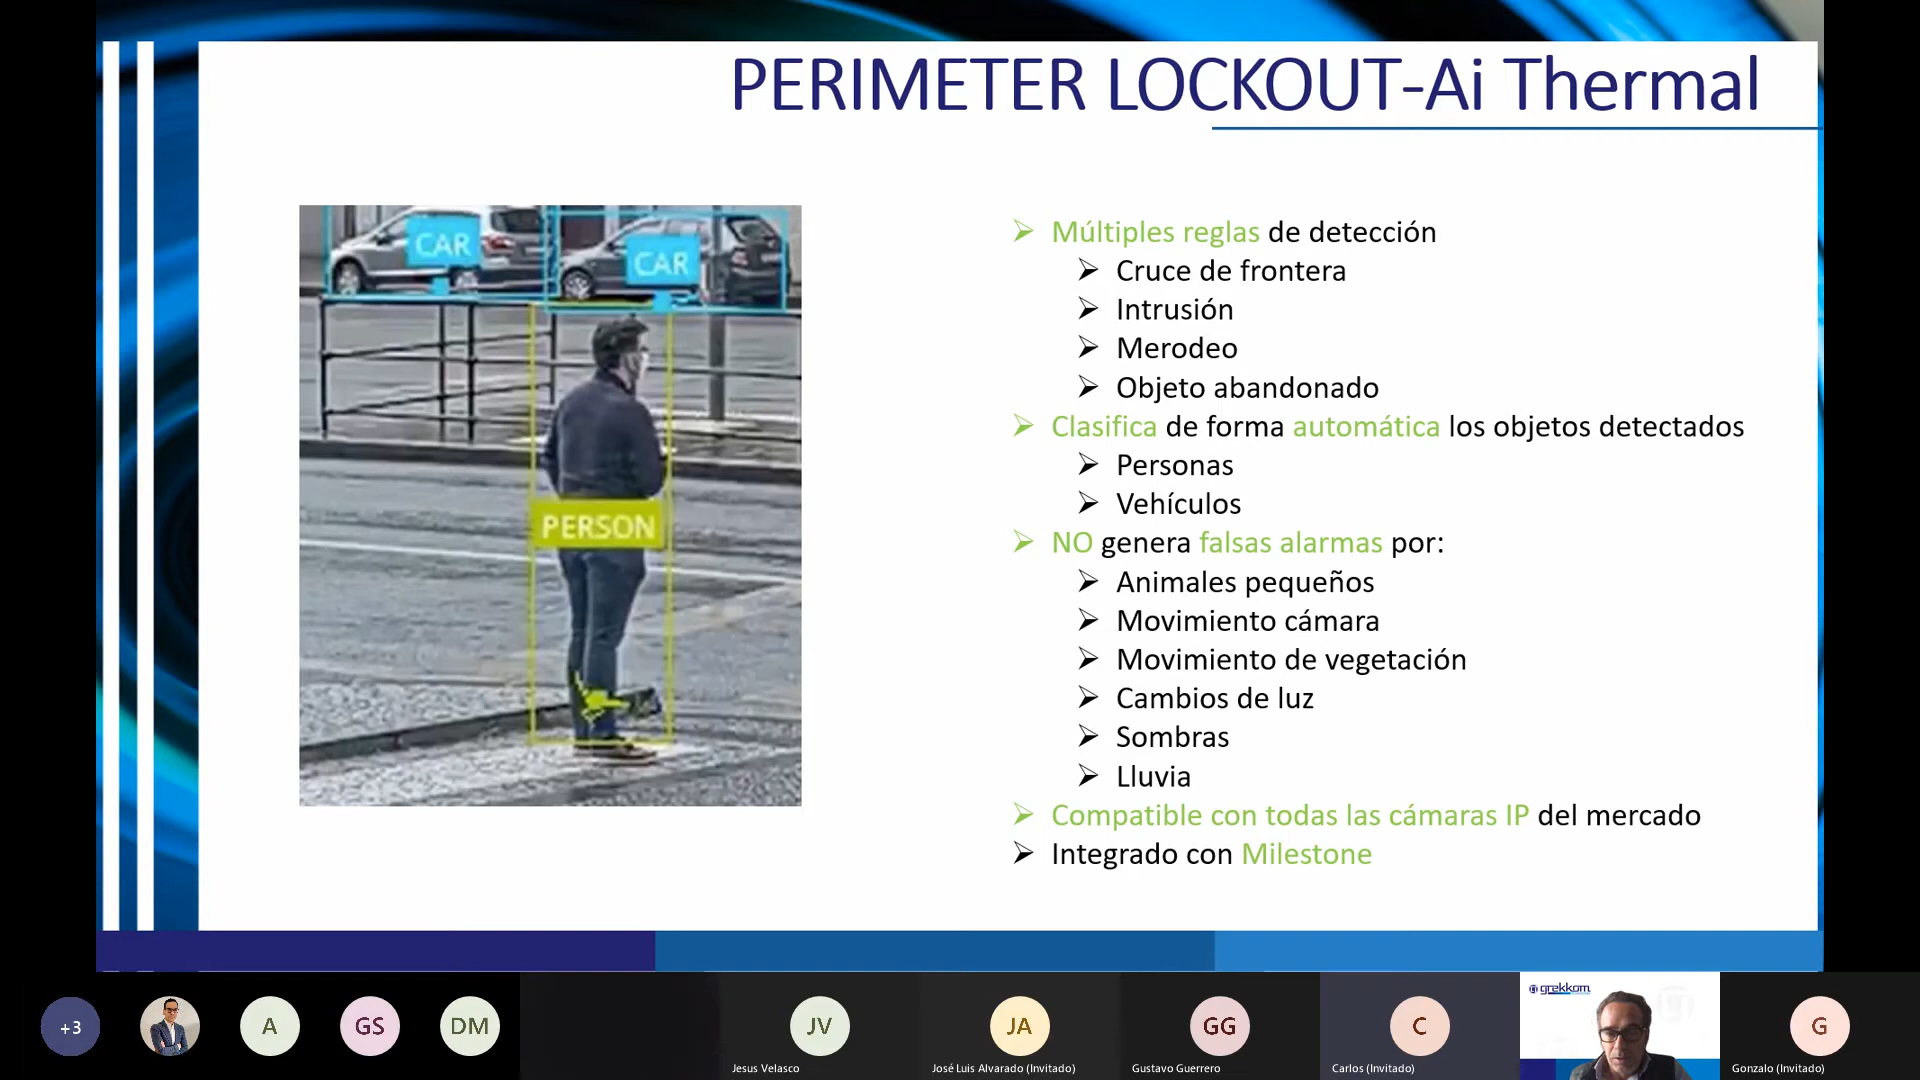 PERIMETER LOCKOUT-Ai Thermal
CAR
CAR
PERSON
Múltiples reglas de detección
Cruce de frontera
Intrusión
Merodeo
Objeto abandonado
Clasifica de forma automática los objetos detectados
Personas
Vehículos
NO genera falsas alarmas por:
Animales pequeños
Movimiento cámara
Movimiento de vegetación
Cambios de luz
Sombras
Lluvia
Compatible con todas las cámaras IP del mercado
Integrado con Milestone
+3
A
GS
DM
JV
Jesus Velasco
JA
José Luis Alvarado (Invitado)
GG
Gustavo Guerrero
C
Carlos (Invitado)
grekkom
G
Gonzalo (Invitado)